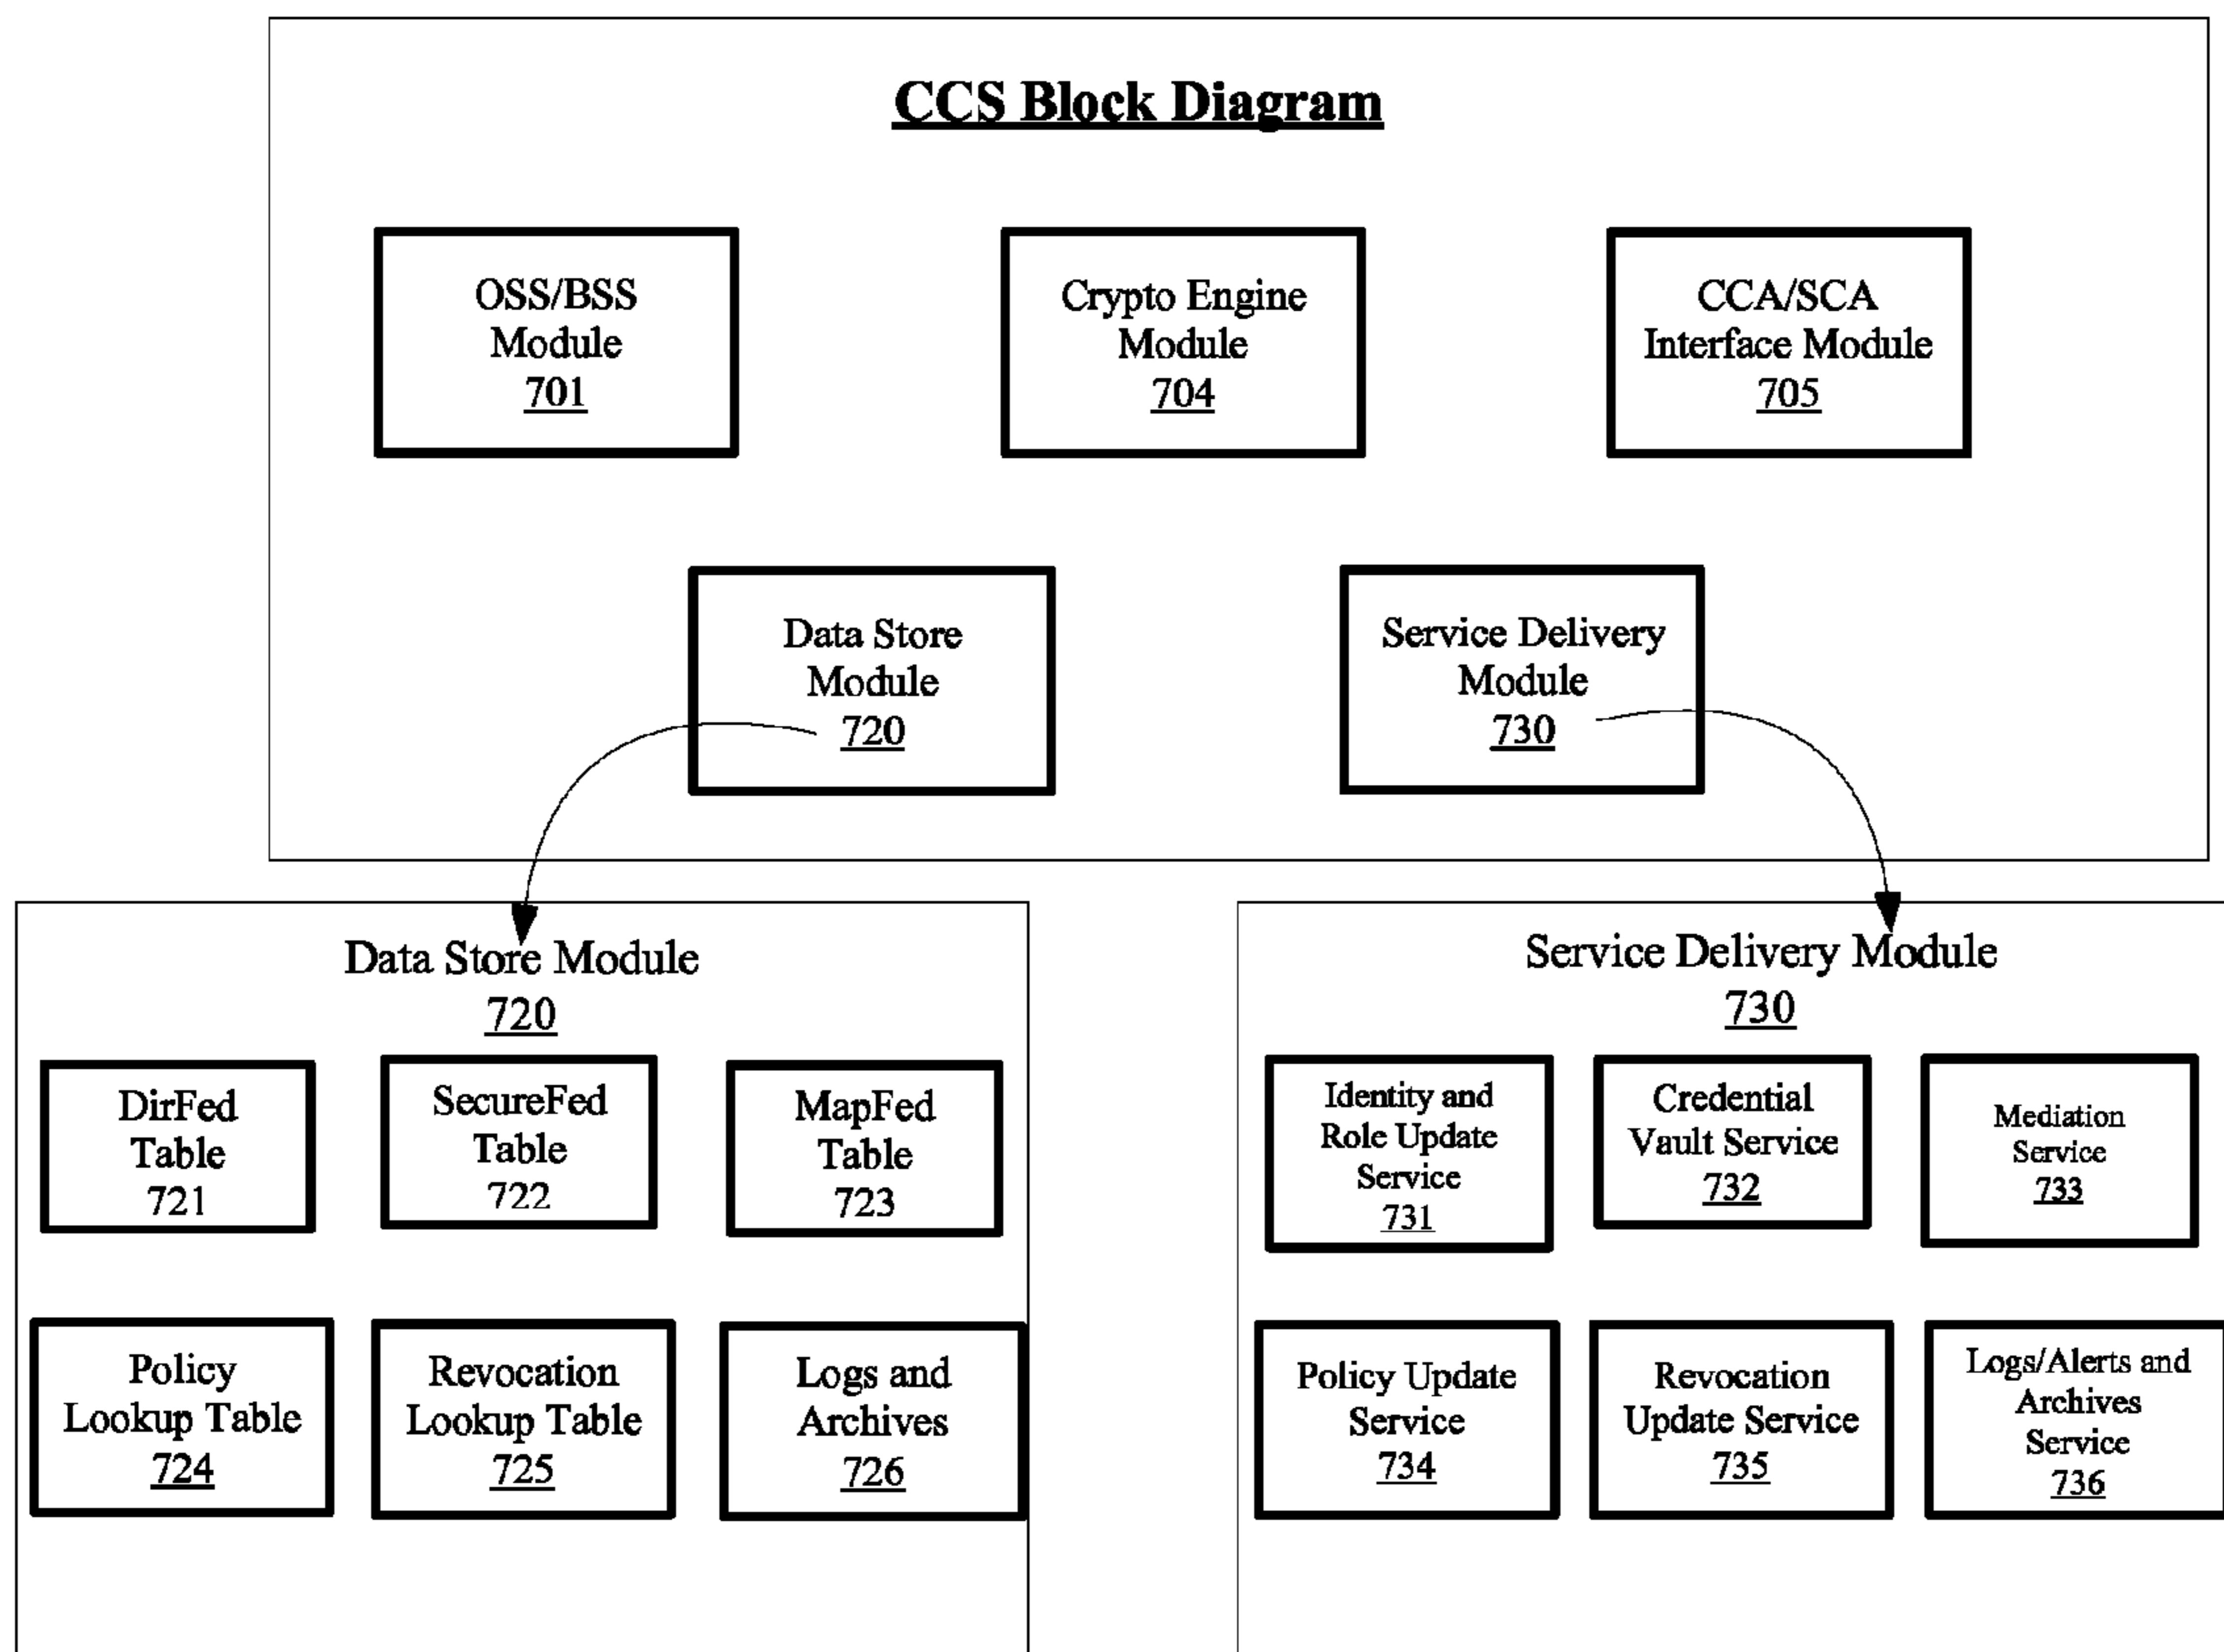 CCS Block Diagram
OSS/BSS
Module
701
Crypto Engine
Module
704
CCA/SCA
Interface Module
705
Data Store
Module
720
Service Delivery
Module
730
Data Store Module
720
DirFed
Table
721
SecureFed
Table
722
MapFed
Table
723
Policy
Lookup Table
724
Revocation
Lookup Table
725
Logs and
Archives
726
Service Delivery Module
730
Identity and
Role Update
Service
731
Credential
Vault Service
732
Mediation
Service
733
Policy Update
Service
734
Revocation
Update Service
735
Logs/Alerts and
Archives
Service
736